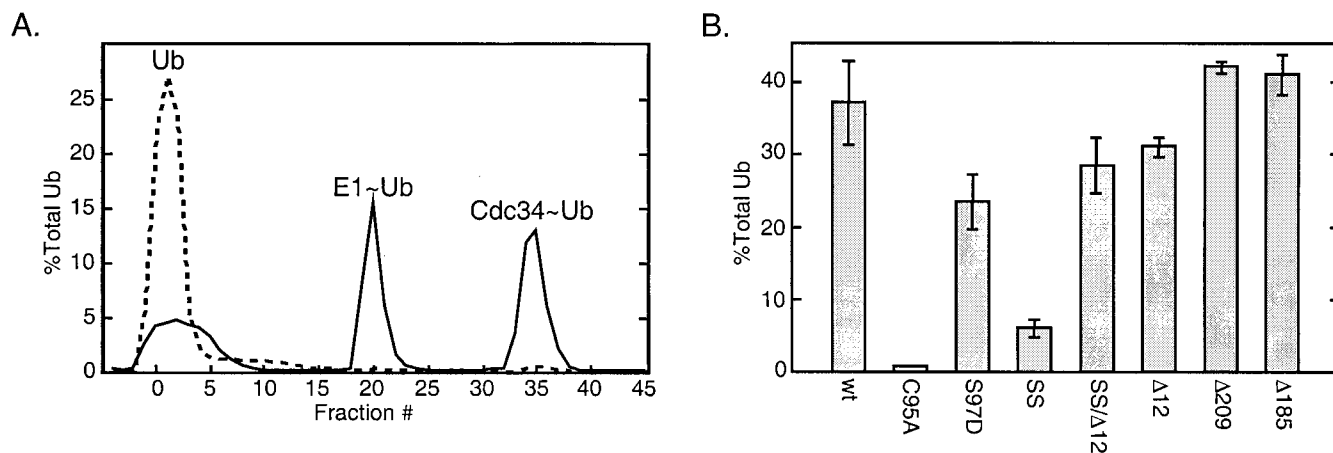 A.
Ub
E1~Ub
Cdc34~Ub
25
20
15
10
5
0
%Total Ub
0 5 10 15 20 25 30 35 40 45
Fraction #
B.
40
30
20
10
0
%Total Ub
wt
C95A
S97D
SS
SS/Δ12
Δ12
Δ209
Δ185